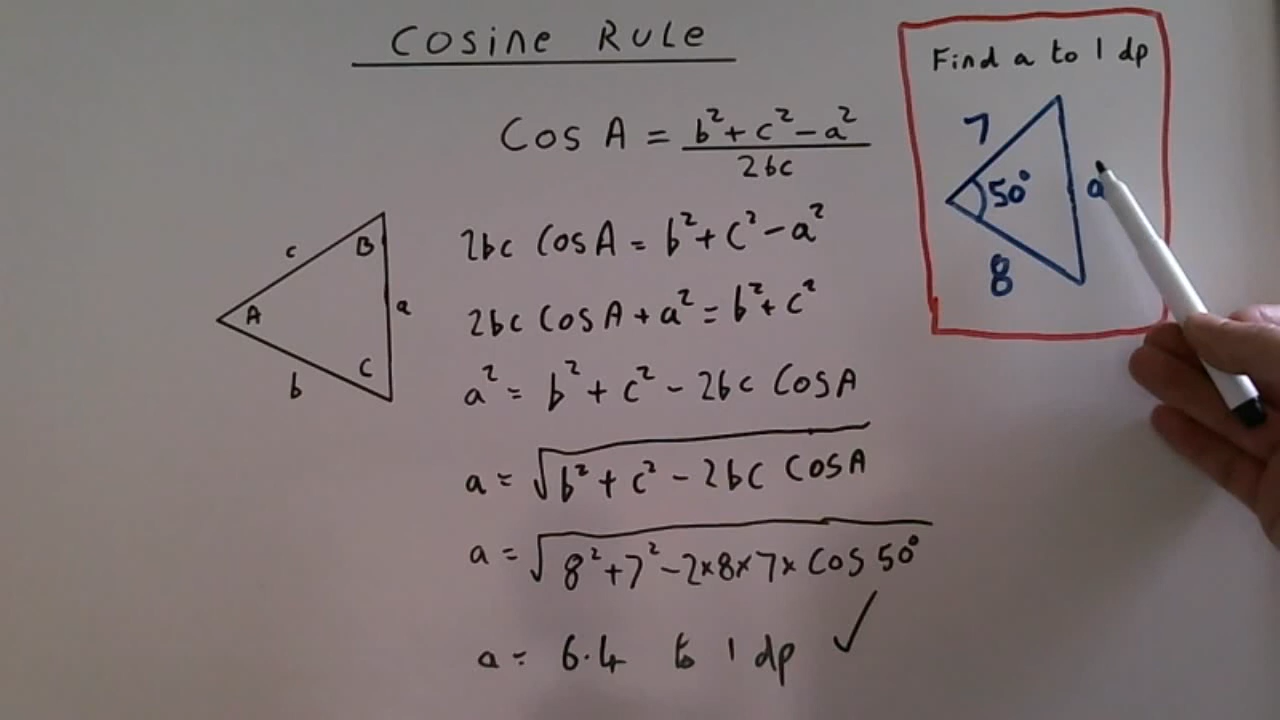 Cosine Rule
Cos A = b²+c²-a² / 2bc
2bc Cos A = b²+c²-a²
2bc Cos A + a² = b²+c²
a² = b² + c² - 2bc Cos A
a = √b² + c² - 2bc Cos A
a = √8²+7²-2×8×7× Cos 50°
a = 6.4 to 1 dp ✓
c
B
A
a
C
b
Find a to 1 dp
7
50°
a
8